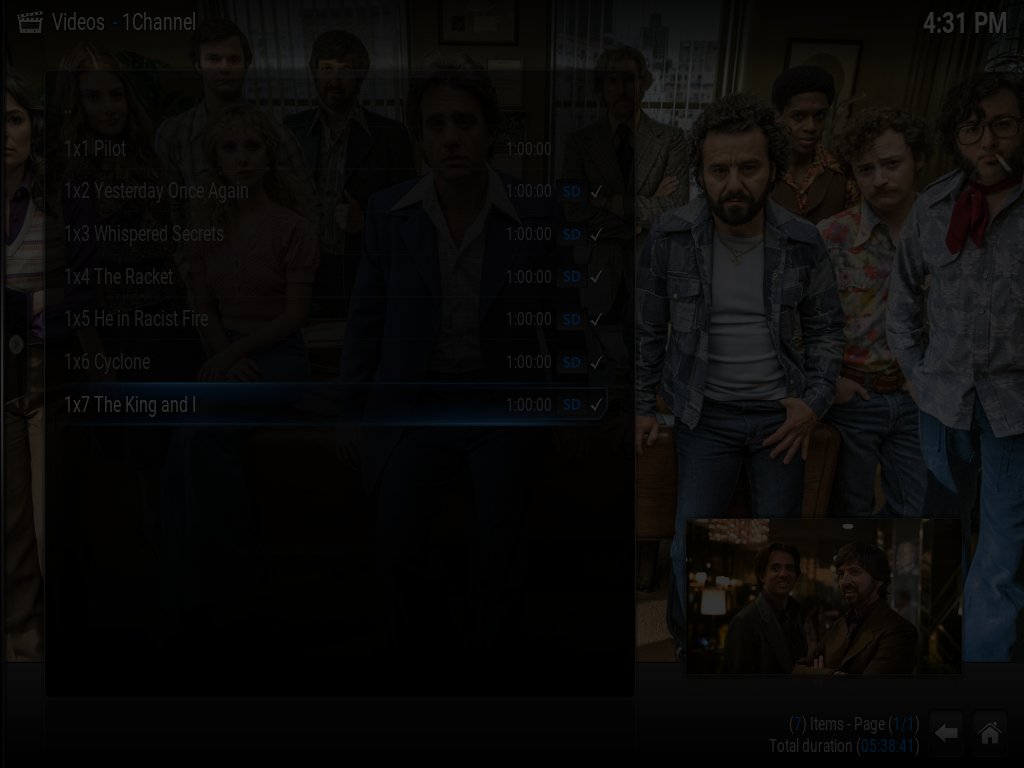 Videos - 1Channel
4:31 PM
..
1x1 Pilot 1:00:00
1x2 Yesterday Once Again 1:00:00 SD ✓
1x3 Whispered Secrets 1:00:00 SD ✓
1x4 The Racket 1:00:00 SD ✓
1x5 He in Racist Fire 1:00:00 SD ✓
1x6 Cyclone 1:00:00 SD ✓
1x7 The King and I 1:00:00 SD ✓
(7) Items - Page (1/1)
Total duration (05:38:41)